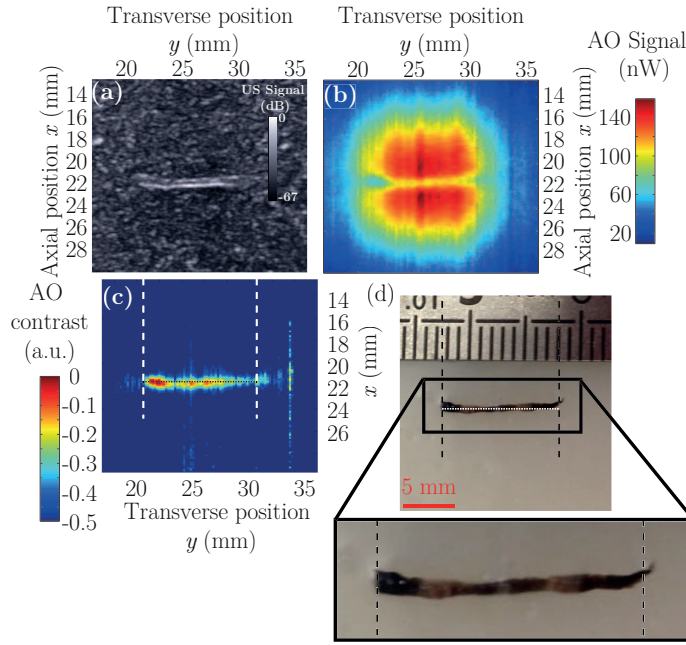 Transverse position
y (mm)
20 25 30 35
Transverse position
y (mm)
20 25 30 35
AO Signal
(nW)
Axial position x (mm)
(a)
US Signal
(dB)
0
-67
14
16
18
20
22
24
26
28
(b)
14
16
18
20
22
24
26
28
Axial position x (mm)
150
100
60
20
AO
contrast
(a.u.)
0
-0.1
-0.2
-0.3
-0.4
-0.5
(c)
20 25 30 35
Transverse position
y (mm)
14
16
18
20
22
24
26
x (mm)
(d)
.01
5 mm